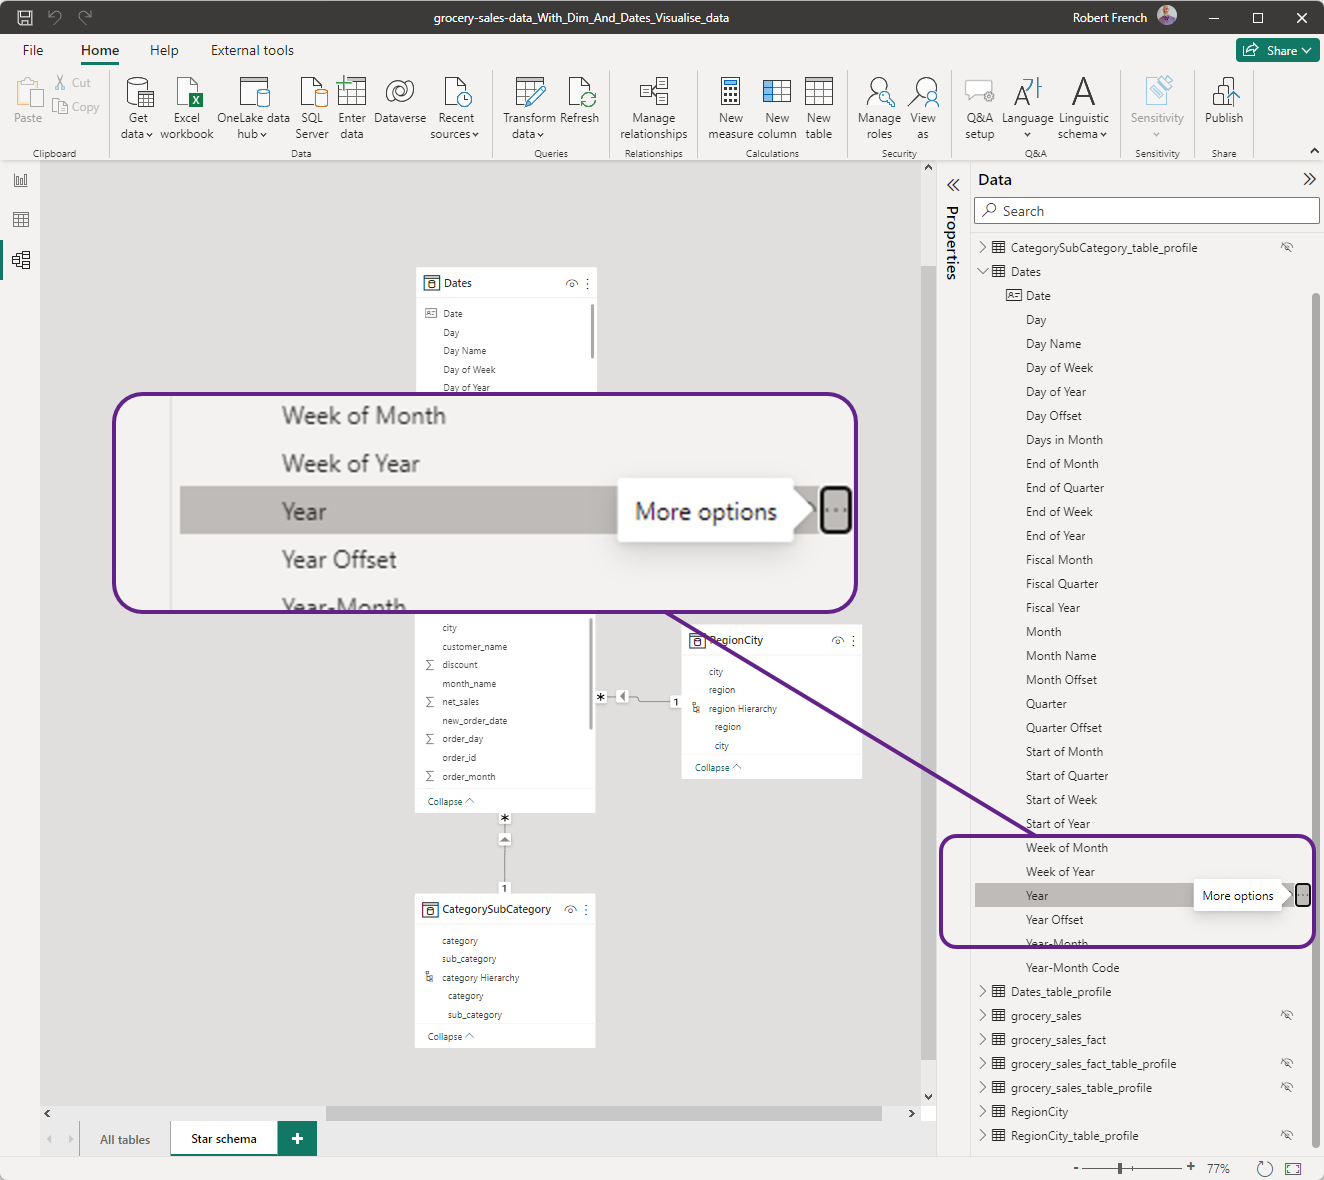 grocery-sales-data_With_Dim_And_Dates_Visualise_data
Robert French
File Home Help External tools
Share
Paste
Cut
Copy
Clipboard
Get data
Excel workbook
OneLake data hub
SQL Server
Enter data
Dataverse
Recent sources
Data
Transform data
Refresh
Queries
Manage relationships
Relationships
New measure
New column
New table
Calculations
Manage roles
View as
Security
Q&A setup
Language
Linguistic schema
Q&A
Sensitivity
Sensitivity
Publish
Share
Dates
Date
Day
Day Name
Day of Week
Day of Year
Week of Month
Week of Year
Year
More options
Year Offset
Year-Month
city
customer_name
discount
month_name
net_sales
new_order_date
order_day
order_id
order_month
Collapse
* 1
RegionCity
city
region
region Hierarchy
region
city
Collapse
*
1
CategorySubCategory
category
sub_category
category Hierarchy
category
sub_category
Collapse
All tables
Star schema
+
Properties
Data
Search
CategorySubCategory_table_profile
Dates
Date
Day
Day Name
Day of Week
Day of Year
Day Offset
Days in Month
End of Month
End of Quarter
End of Week
End of Year
Fiscal Month
Fiscal Quarter
Fiscal Year
Month
Month Name
Month Offset
Quarter
Quarter Offset
Start of Month
Start of Quarter
Start of Week
Start of Year
Week of Month
Week of Year
Year
More options
Year Offset
Year-Month
Year-Month Code
Dates_table_profile
grocery_sales
grocery_sales_fact
grocery_sales_fact_table_profile
grocery_sales_table_profile
RegionCity
RegionCity_table_profile
- + 77%